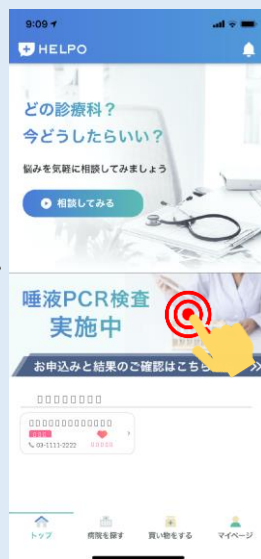 9:09
HELPO
どの診療科？
今どうしたらいい？
悩みを気軽に相談してみましょう
相談してみる
唾液PCR検査
実施中
お申込みと結果のご確認はこちら
03-1111-2222
トップ
病院を探す
買い物をする
マイページ